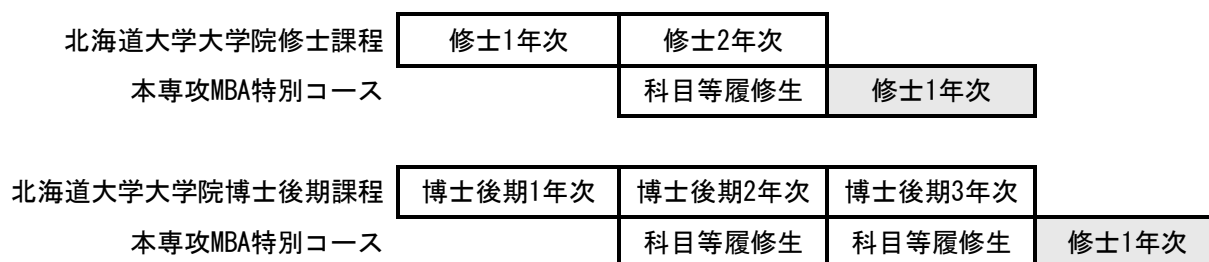 北海道大学大学院修士課程 修士1年次 修士2年次
本専攻MBA特別コース 科目等履修生 修士1年次
北海道大学大学院博士後期課程 博士後期1年次 博士後期2年次 博士後期3年次
本専攻MBA特別コース 科目等履修生 科目等履修生 修士1年次